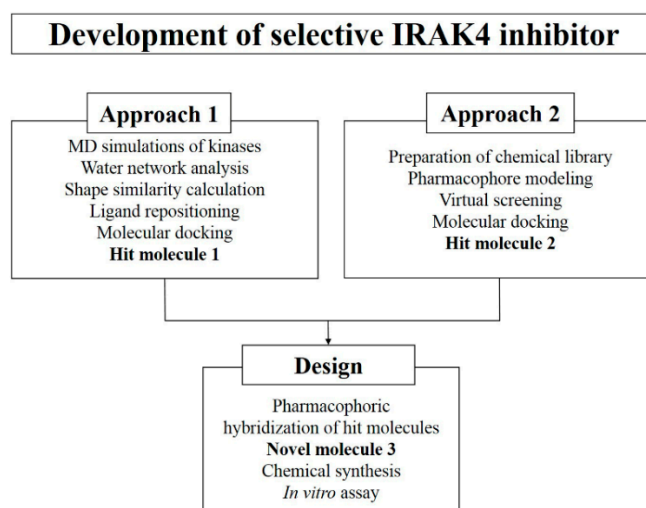 Development of selective IRAK4 inhibitor
Approach 1
MD simulations of kinases
Water network analysis
Shape similarity calculation
Ligand repositioning
Molecular docking
Hit molecule 1
Approach 2
Preparation of chemical library
Pharmacophore modeling
Virtual screening
Molecular docking
Hit molecule 2
Design
Pharmacophoric
hybridization of hit molecules
Novel molecule 3
Chemical synthesis
In vitro assay